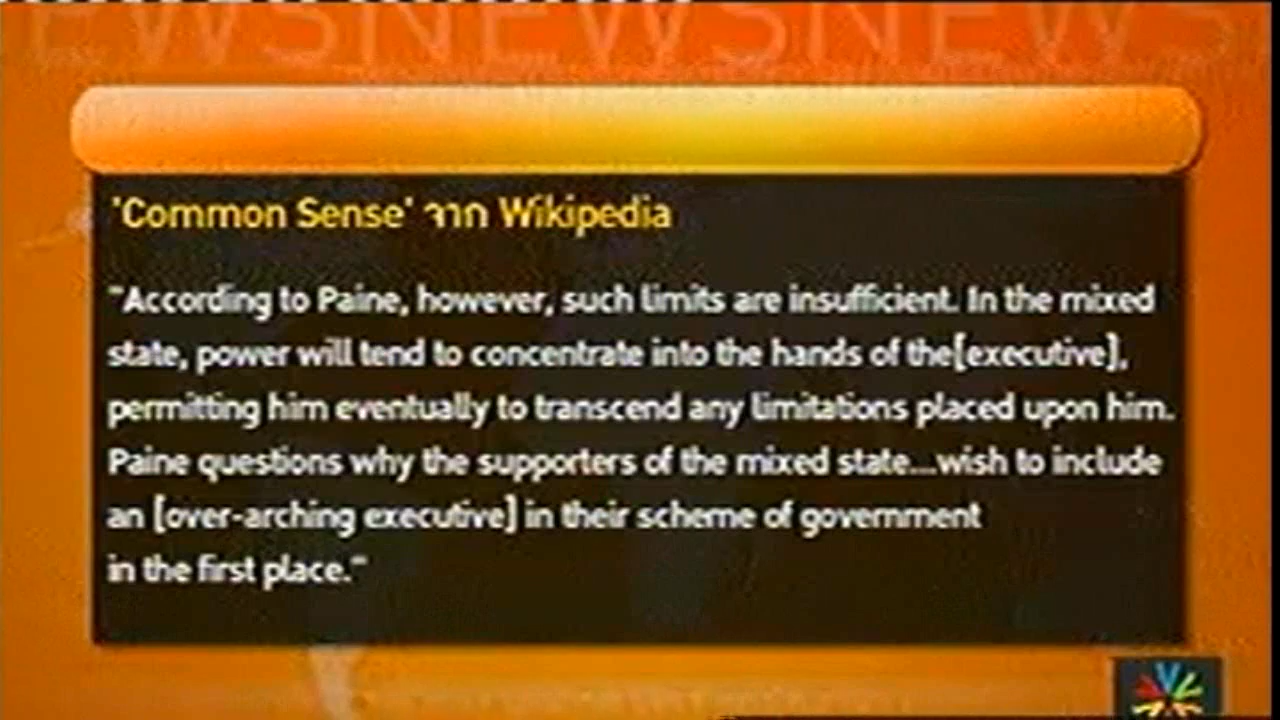 EWSNEWSNEWS
'Common Sense' จาก Wikipedia
"According to Paine, however, such limits are insufficient. In the mixed
state, power will tend to concentrate into the hands of the[executive],
permitting him eventually to transcend any limitations placed upon him.
Paine questions why the supporters of the mixed state...wish to include
an [over-arching executive] in their scheme of government
in the first place."